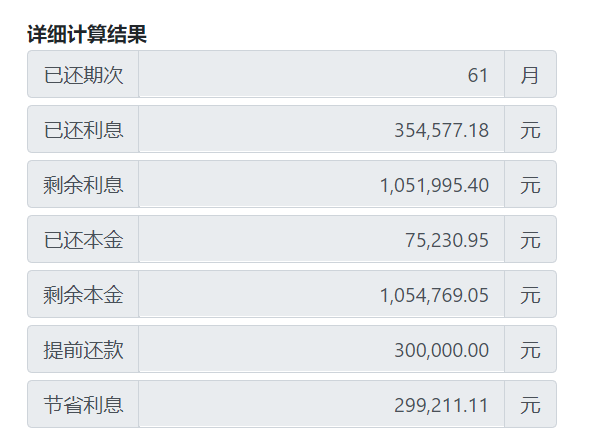 详细计算结果
已还期次 61 月
已还利息 354,577.18 元
剩余利息 1,051,995.40 元
已还本金 75,230.95 元
剩余本金 1,054,769.05 元
提前还款 300,000.00 元
节省利息 299,211.11 元